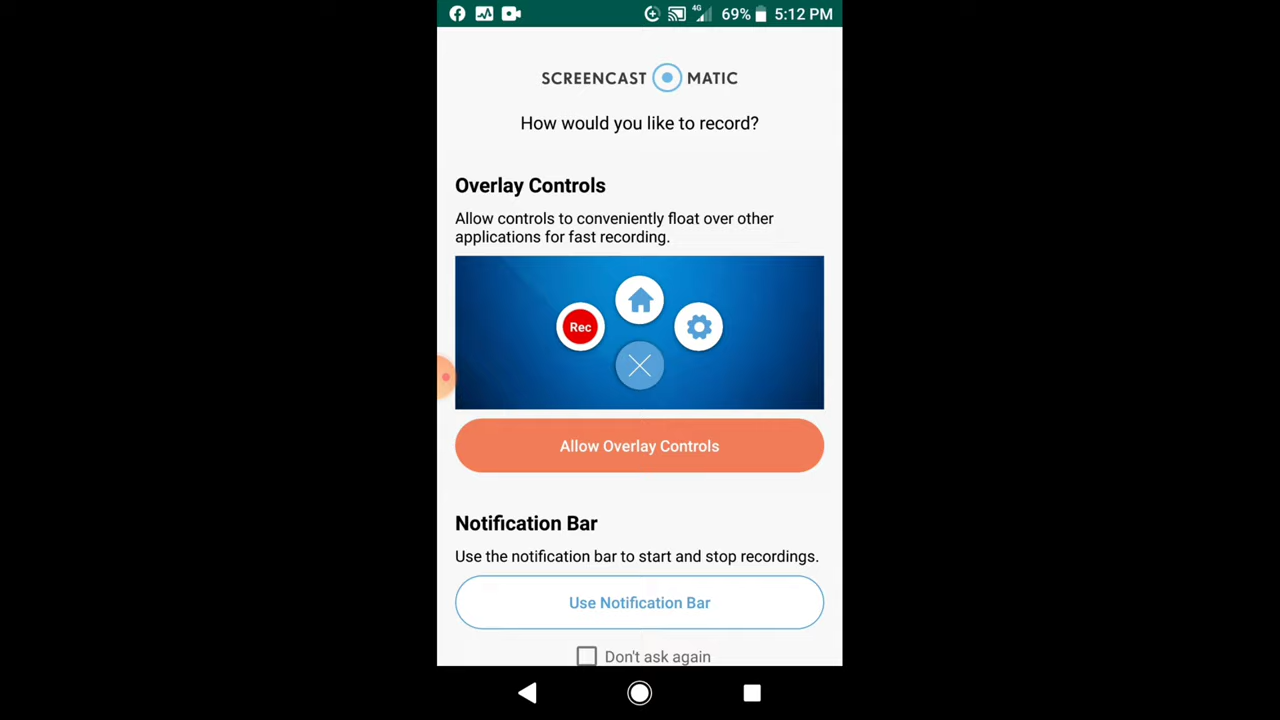 4G 69% 5:12 PM
SCREENCAST MATIC
How would you like to record?
Overlay Controls
Allow controls to conveniently float over other
applications for fast recording.
Rec
Allow Overlay Controls
Notification Bar
Use the notification bar to start and stop recordings.
Use Notification Bar
Don't ask again